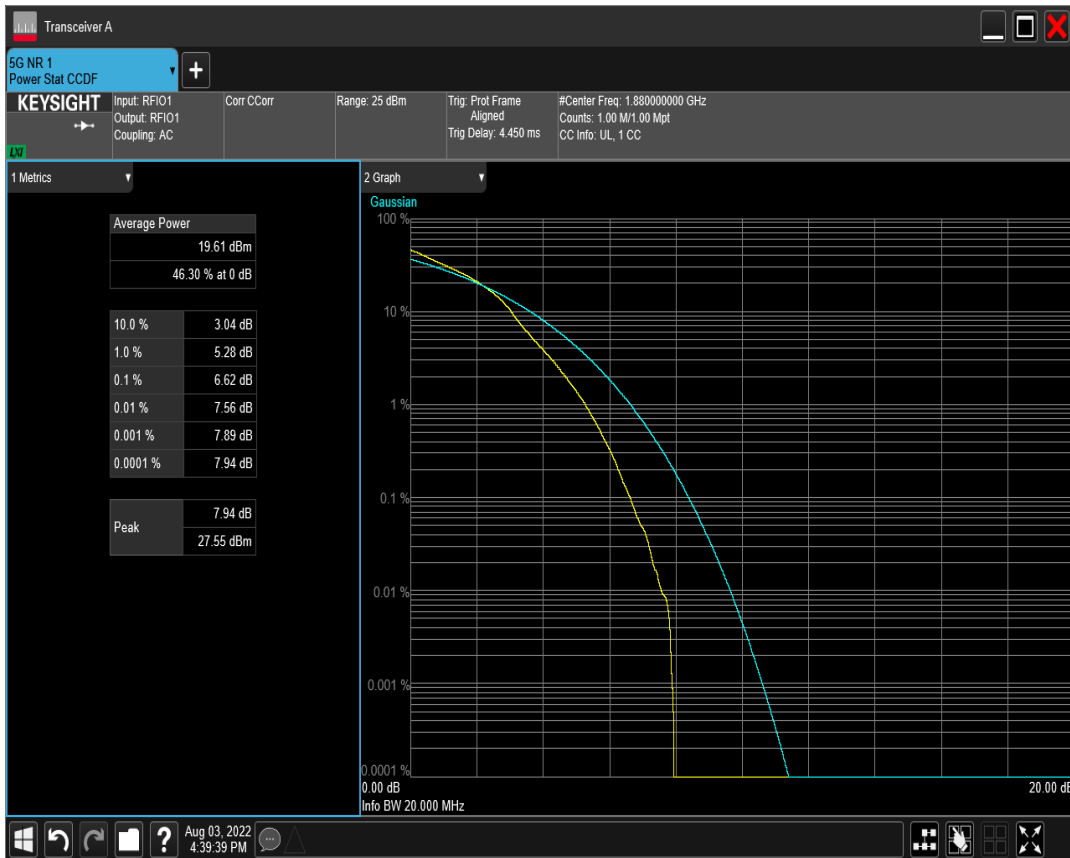 Transceiver A
5G NR 1
Power Stat CCDF
KEYSIGHT
LXI
Input: RFIO1
Output: RFIO1
Coupling: AC
Corr CCorr
Range: 25 dBm
Trig: Prot Frame
Aligned
Trig Delay: 4.450 ms
#Center Freq: 1.880000000 GHz
Counts: 1.00 M/1.00 Mpt
CC Info: UL, 1 CC
1 Metrics
Average Power
19.61 dBm
46.30 % at 0 dB
10.0 % 3.04 dB
1.0 % 5.28 dB
0.1 % 6.62 dB
0.01 % 7.56 dB
0.001 % 7.89 dB
0.0001 % 7.94 dB
Peak
7.94 dB
27.55 dBm
2 Graph
Gaussian
100 %
10 %
1 %
0.1 %
0.01 %
0.001 %
0.0001 %
0.00 dB 20.00 dB
Info BW 20.000 MHz
? Aug 03, 2022
4:39:39 PM